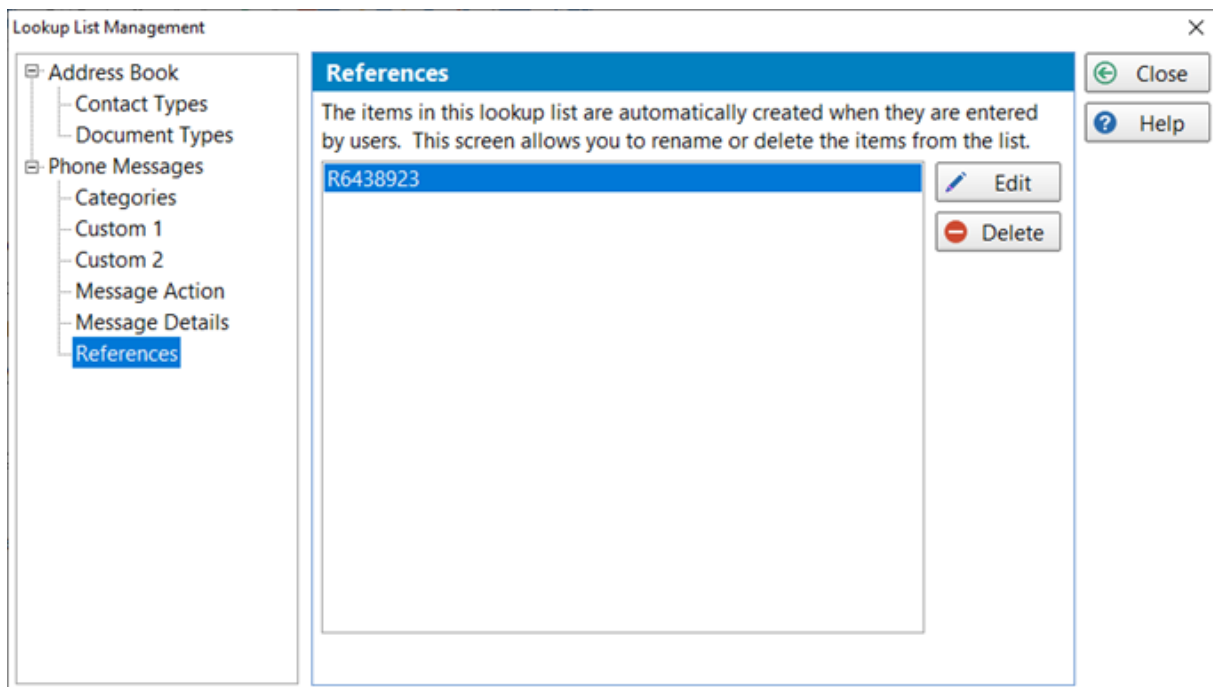 Lookup List Management
Address Book
Contact Types
Document Types
Phone Messages
Categories
Custom 1
Custom 2
Message Action
Message Details
References
References
The items in this lookup list are automatically created when they are entered
by users.  This screen allows you to rename or delete the items from the list.
R6438923
Edit
Delete
Close
Help